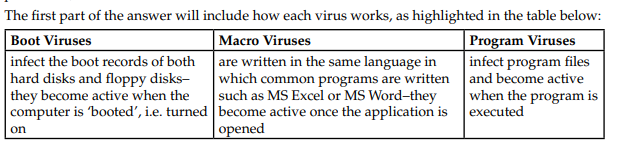 The first part of the answer will include how each virus works, as highlighted in the table below:
Boot Viruses
infect the boot records of both
hard disks and floppy disks–
they become active when the
computer is ‘booted’, i.e. turned
on
Macro Viruses
are written in the same language in
which common programs are written
such as MS Excel or MS Word–they
become active once the application is
opened
Program Viruses
infect program files
and become active
when the program is
executed